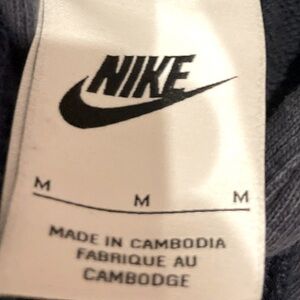 NIKE
M M M
MADE IN CAMBODIA
FABRIQUE AU
CAMBODGE